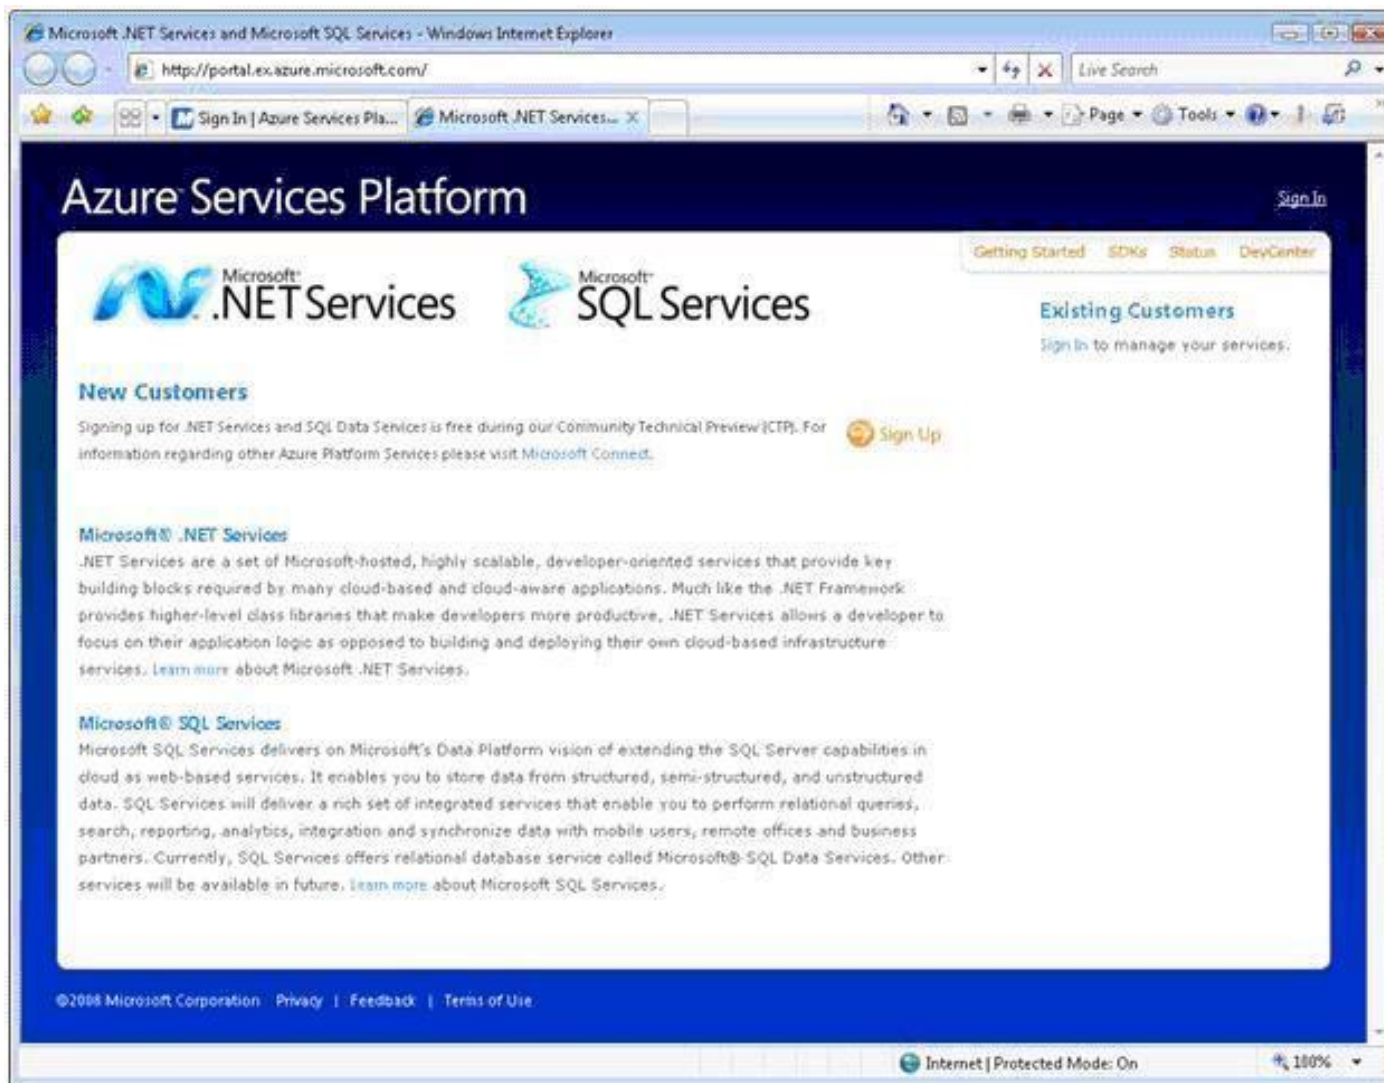 Microsoft .NET Services and Microsoft SQL Services - Windows Internet Explorer
http://portal.ex.azure.microsoft.com/
Live Search
Sign In | Azure Services Pla...
Microsoft .NET Services...
Page
Tools
Azure™ Services Platform
Sign In
Getting Started SDKs Status DevCenter
Microsoft®
.NET Services
Microsoft®
SQL Services
Existing Customers
Sign In to manage your services.
New Customers
Signing up for .NET Services and SQL Data Services is free during our Community Technical Preview (CTP). For
information regarding other Azure Platform Services please visit Microsoft Connect.
Sign Up
Microsoft® .NET Services
.NET Services are a set of Microsoft-hosted, highly scalable, developer-oriented services that provide key
building blocks required by many cloud-based and cloud-aware applications. Much like the .NET Framework
provides higher-level class libraries that make developers more productive, .NET Services allows a developer to
focus on their application logic as opposed to building and deploying their own cloud-based infrastructure
services. Learn more about Microsoft .NET Services.
Microsoft® SQL Services
Microsoft SQL Services delivers on Microsoft's Data Platform vision of extending the SQL Server capabilities in
cloud as web-based services. It enables you to store data from structured, semi-structured, and unstructured
data. SQL Services will deliver a rich set of integrated services that enable you to perform relational queries,
search, reporting, analytics, integration and synchronize data with mobile users, remote offices and business
partners. Currently, SQL Services offers relational database service called Microsoft® SQL Data Services. Other
services will be available in future. Learn more about Microsoft SQL Services.
©2008 Microsoft Corporation Privacy | Feedback | Terms of Use
Internet | Protected Mode: On
100%